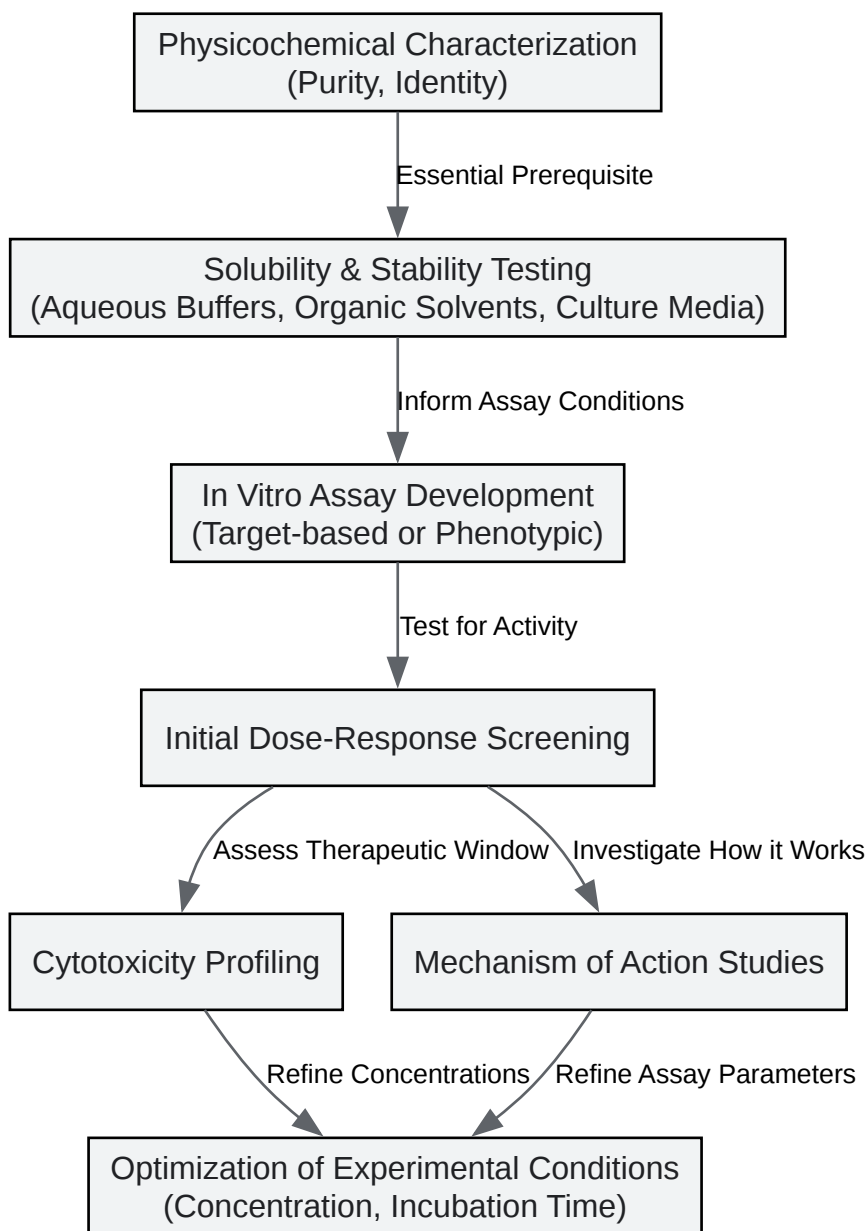 Physicochemical Characterization
(Purity, Identity)
Essential Prerequisite
Solubility & Stability Testing
(Aqueous Buffers, Organic Solvents, Culture Media)
Inform Assay Conditions
In Vitro Assay Development
(Target-based or Phenotypic)
Test for Activity
Initial Dose-Response Screening
Assess Therapeutic Window
Investigate How it Works
Cytotoxicity Profiling
Mechanism of Action Studies
Refine Concentrations
Refine Assay Parameters
Optimization of Experimental Conditions
(Concentration, Incubation Time)